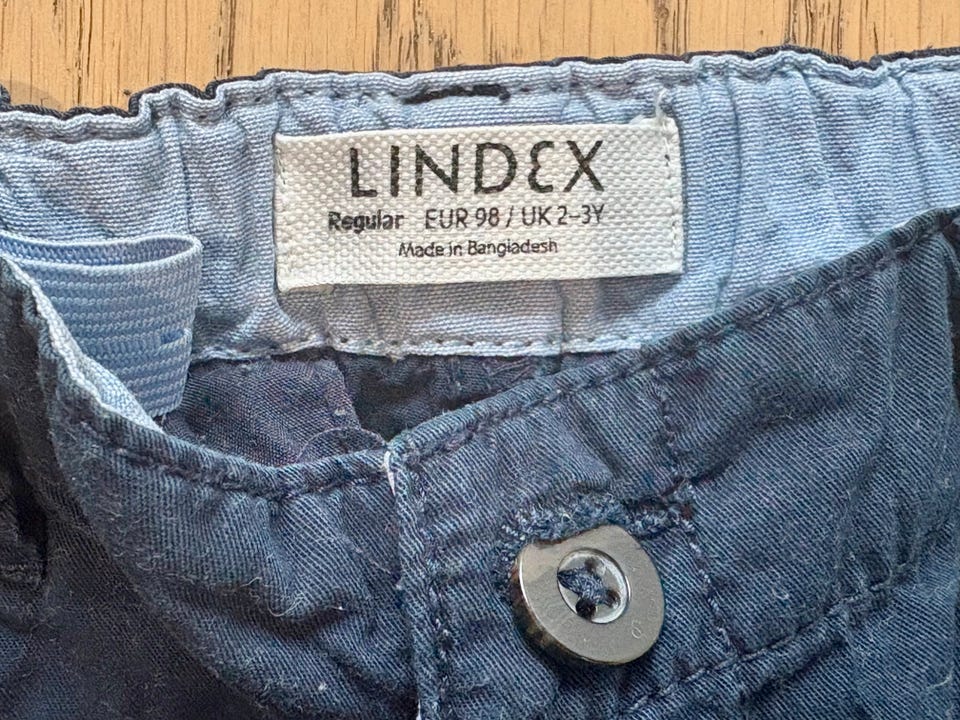 LINDEX
Regular EUR 98 / UK 2-3Y
Made in Bangladesh